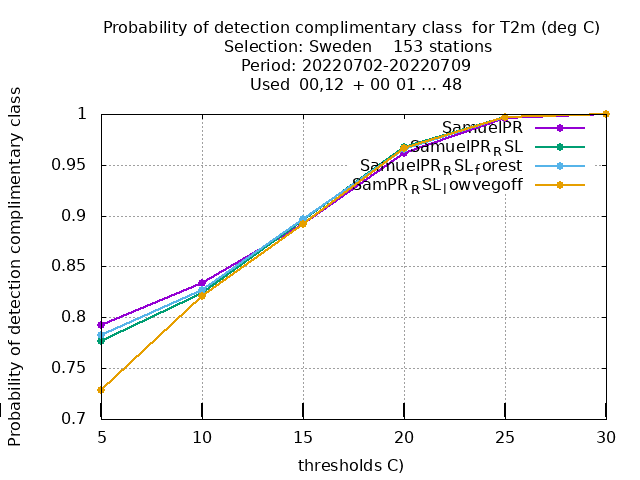 Probability of detection complimentary class for T2m (deg C)
Selection: Sweden 153 stations
Period: 20220702-20220709
Used 00,12 + 00 01 ... 48
Probability of detection complimentary class
1
0.95
0.9
0.85
0.8
0.75
0.7
SamuelPR
SamuelPR_RSL
SamuelPR_RSL_forest
SamPR_RSL_lowvegoff
5 10 15 20 25 30
thresholds C)